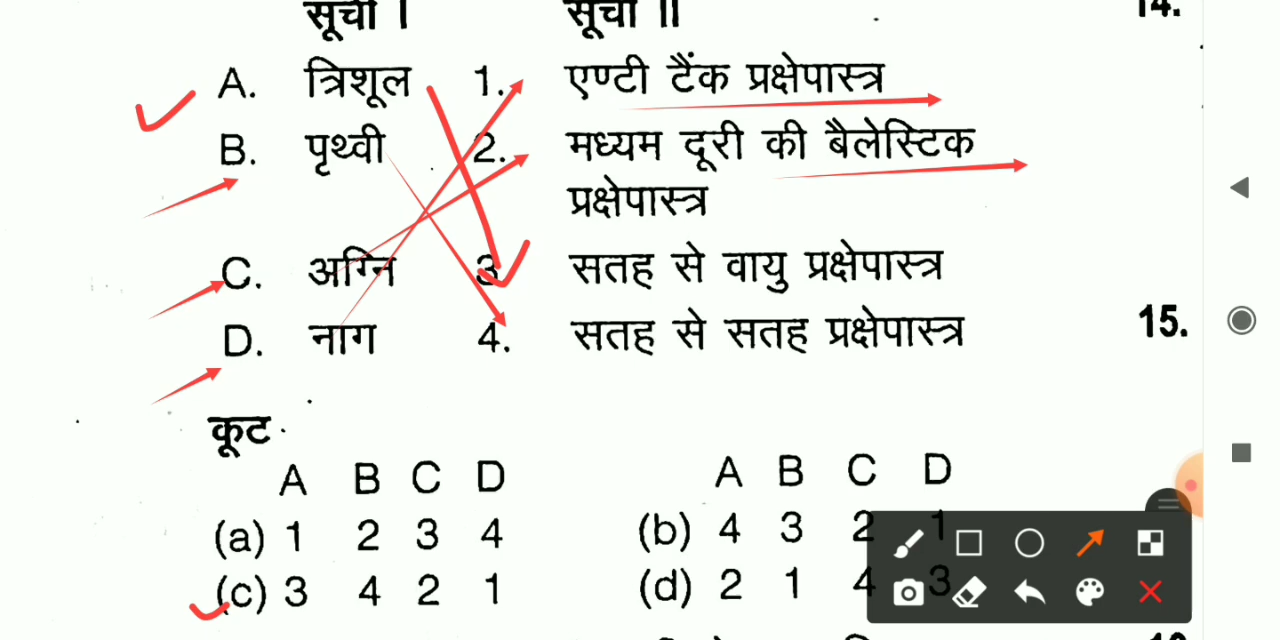 सूची I सूची II 14.
A. त्रिशूल 1. एण्टी टैंक प्रक्षेपास्त्र
B. पृथ्वी 2. मध्यम दूरी की बैलेस्टिक
प्रक्षेपास्त्र
C. अग्नि 3. सतह से वायु प्रक्षेपास्त्र
D. नाग 4. सतह से सतह प्रक्षेपास्त्र 15.
कूट
A B C D A B C D
(a) 1 2 3 4 (b) 4 3 2 1
(c) 3 4 2 1 (d) 2 1 4 3